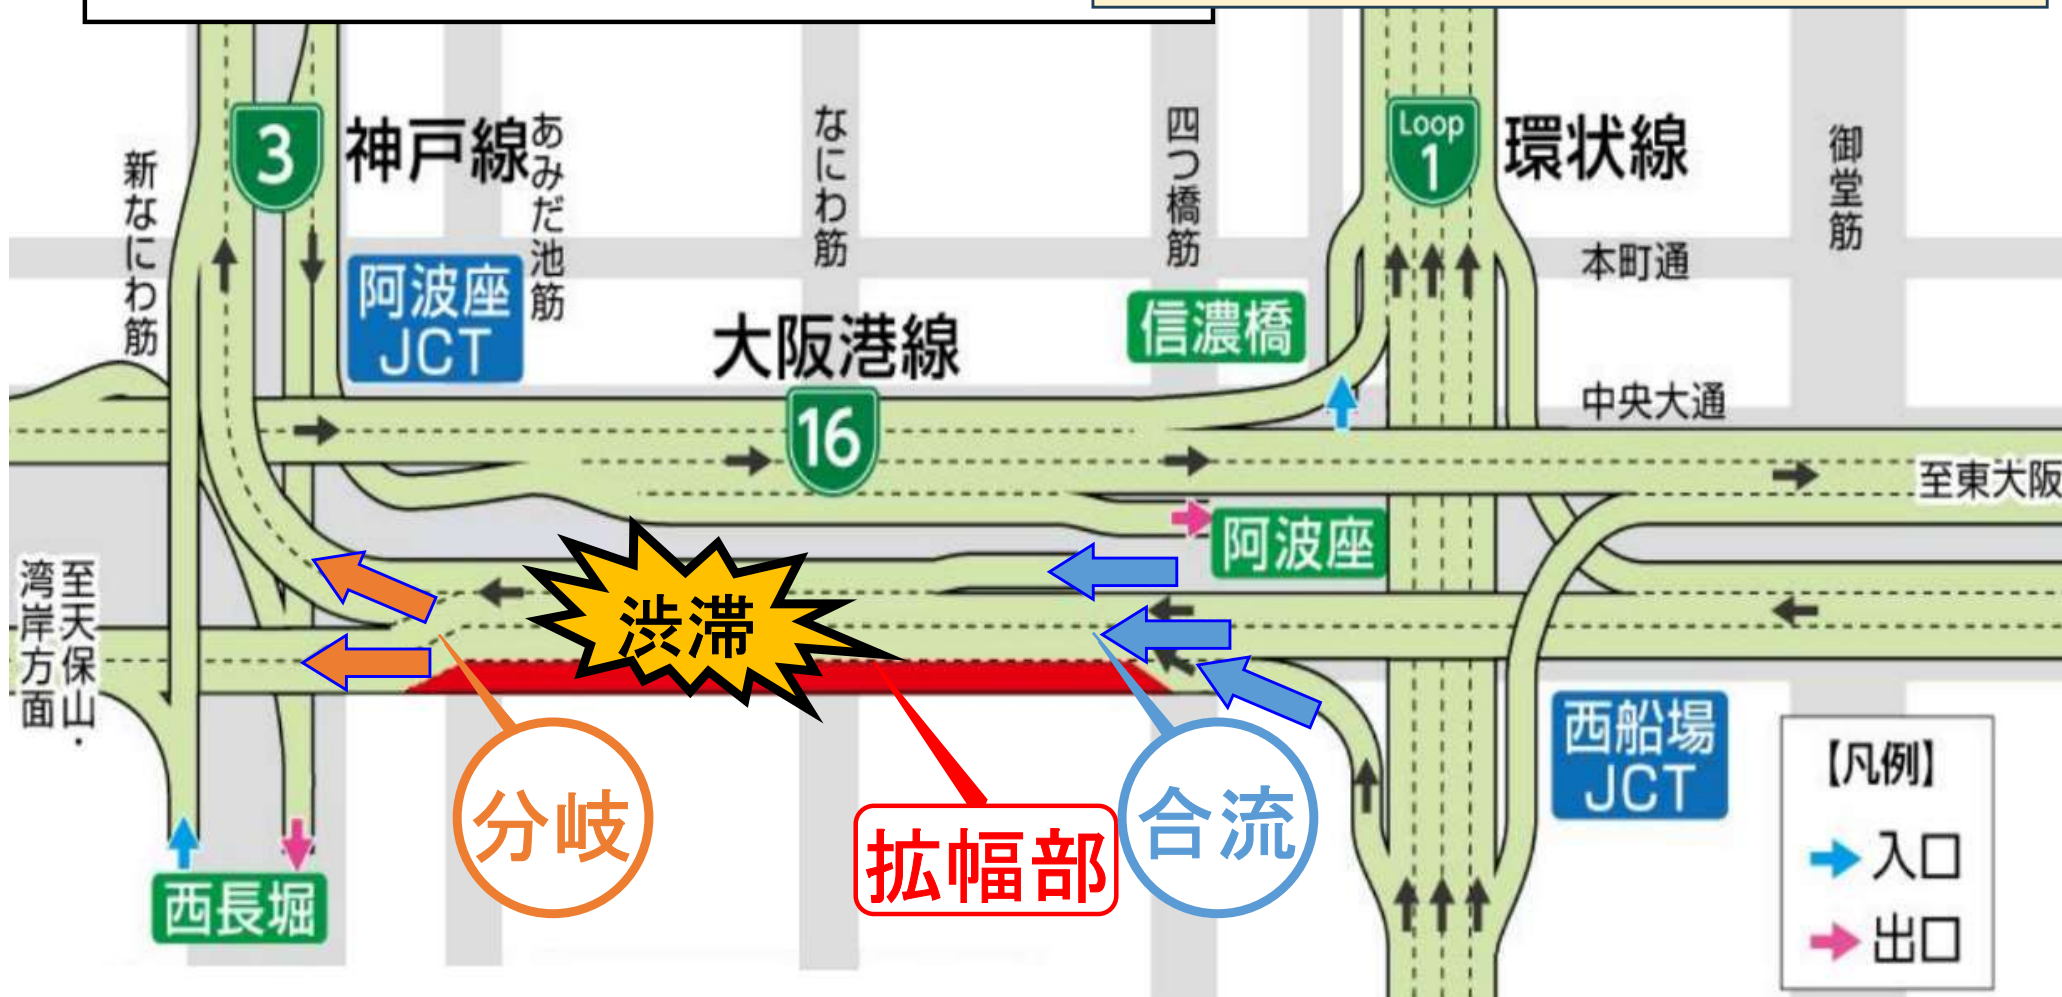 3
神戸線
あみだ池筋
なにわ筋
四つ橋筋
Loop
1
環状線
御堂筋
新なにわ筋
本町通
阿波座
JCT
大阪港線
信濃橋
中央大通
16
至東大阪
阿波座
至天保山・
湾岸方面
渋滞
分岐
拡幅部
合流
西船場
JCT
西長堀
【凡例】
入口
出口